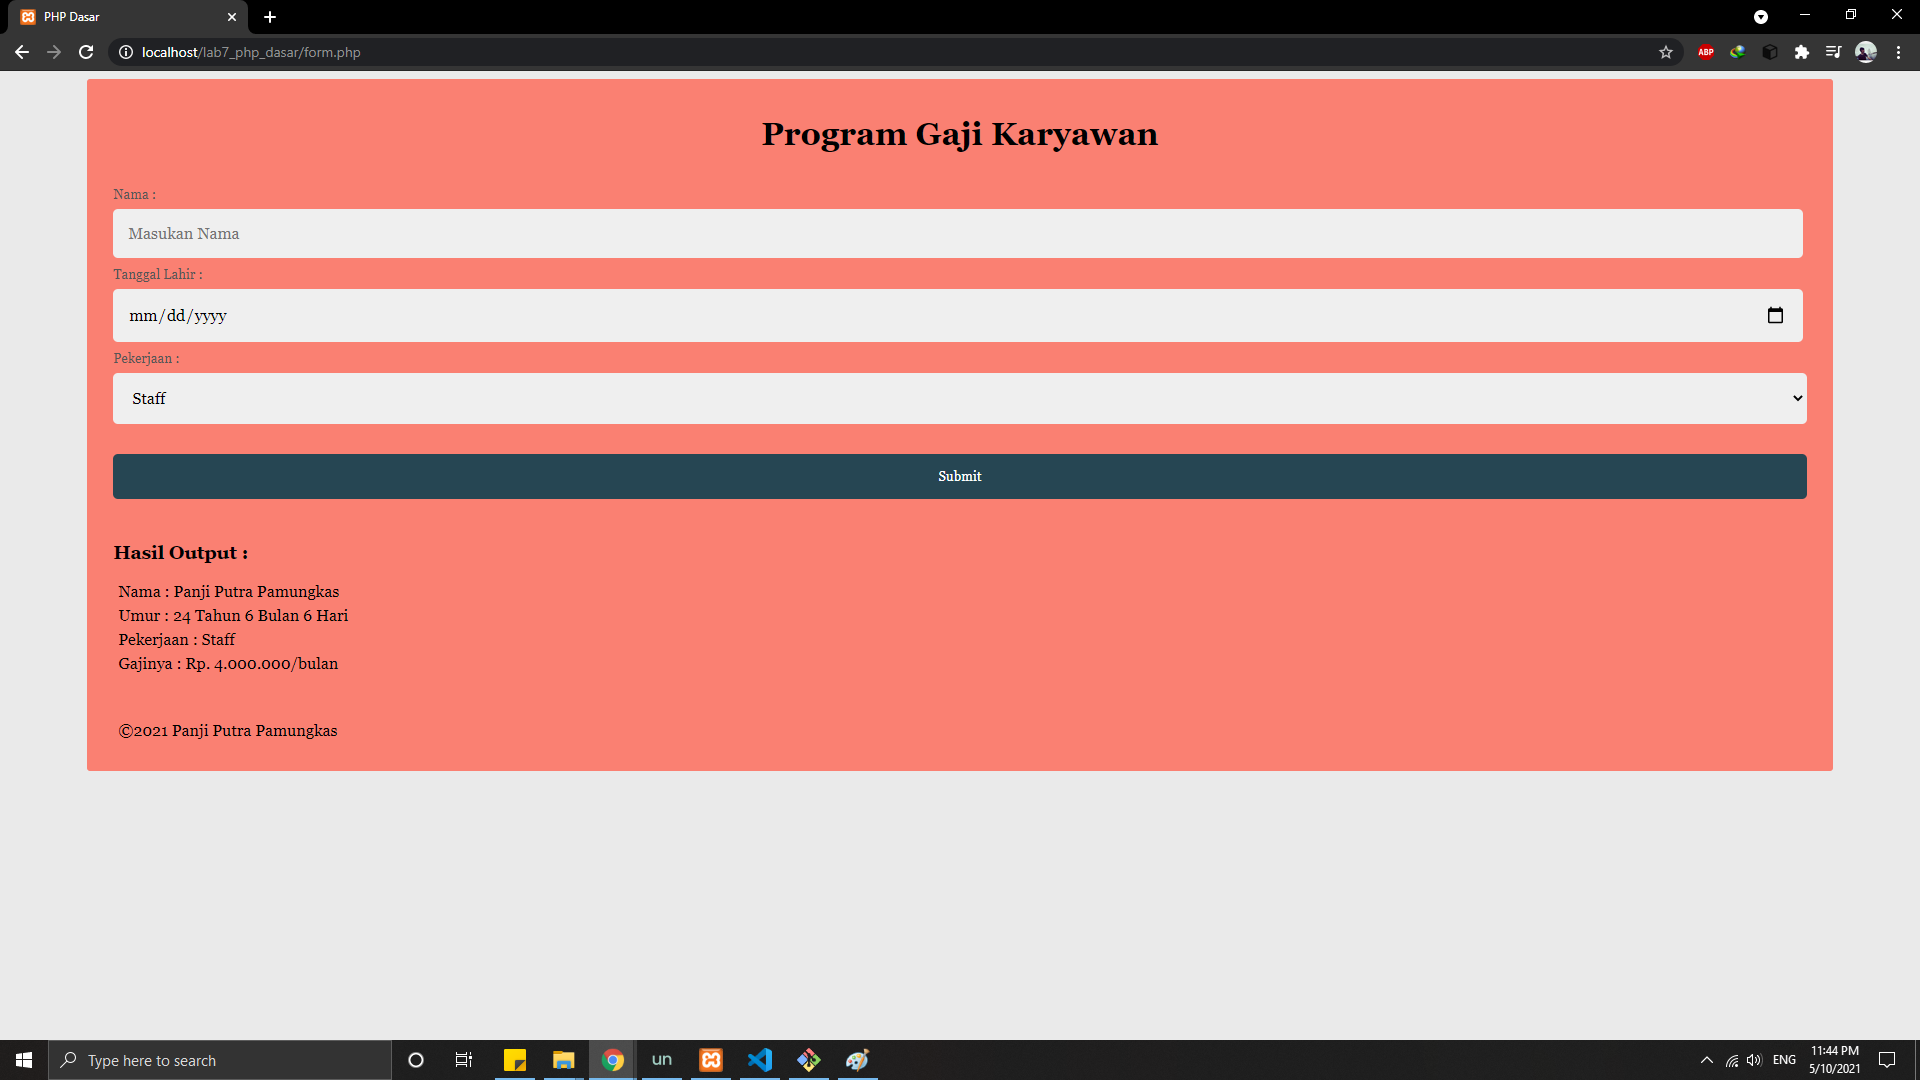 PHP Dasar
localhost/lab7_php_dasar/form.php
ABP
Program Gaji Karyawan
Nama :
Masukan Nama
Tanggal Lahir :
mm/dd/yyyy
Pekerjaan :
Staff
Submit
Hasil Output :
Nama : Panji Putra Pamungkas
Umur : 24 Tahun 6 Bulan 6 Hari
Pekerjaan : Staff
Gajinya : Rp. 4.000.000/bulan
©2021 Panji Putra Pamungkas
Type here to search
un
ENG
11:44 PM
5/10/2021